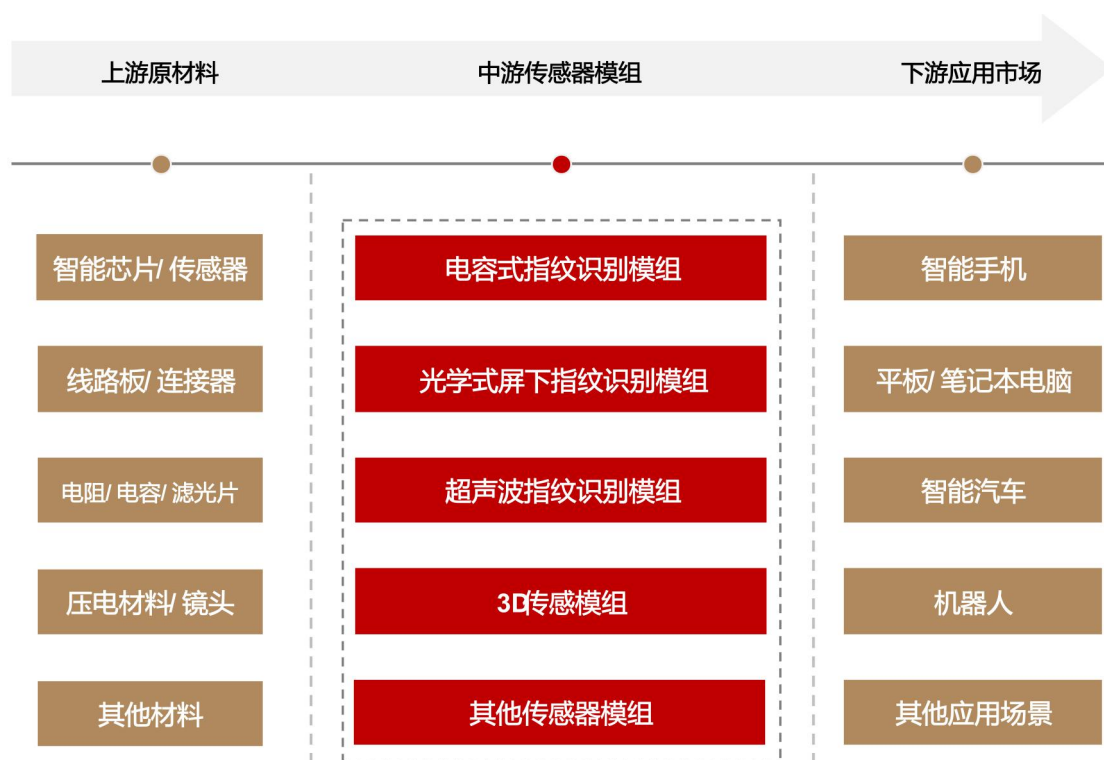 上游原材料
中游传感器模组
下游应用市场
智能芯片/ 传感器
电容式指纹识别模组
智能手机
线路板/ 连接器
光学式屏下指纹识别模组
平板/ 笔记本电脑
电阻/ 电容/ 滤光片
超声波指纹识别模组
智能汽车
压电材料/ 镜头
3D传感模组
机器人
其他材料
其他传感器模组
其他应用场景